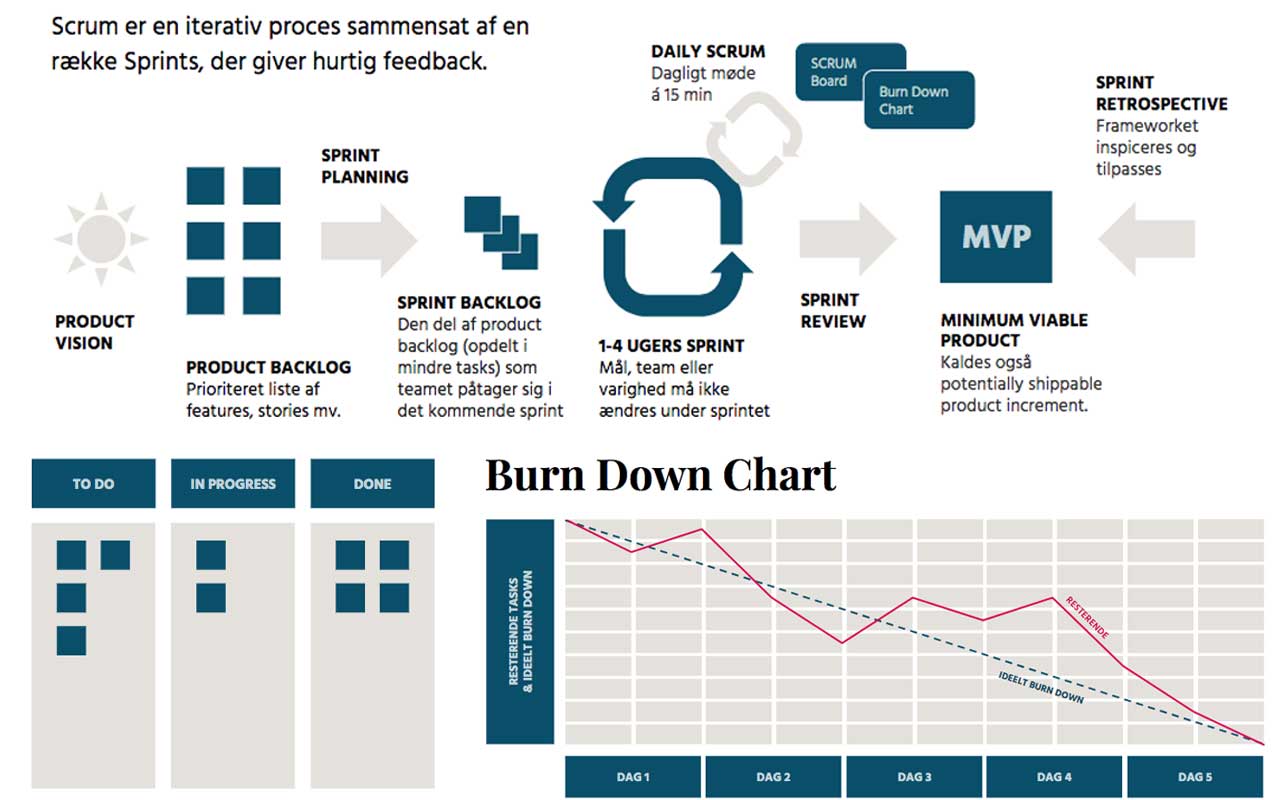 Scrum er en iterativ proces sammensat af en
række Sprints, der giver hurtig feedback.
PRODUCT
VISION
PRODUCT BACKLOG
Prioriteret liste af
features, stories mv.
SPRINT
PLANNING
SPRINT BACKLOG
Den del af product
backlog (opdelt i
mindre tasks) som
teamet påtager sig i
det kommende sprint
DAILY SCRUM
Dagligt møde
á 15 min
SCRUM
Board
Burn Down
Chart
1-4 UGERS SPRINT
Mål, team eller
varighed må ikke
ændres under sprintet
SPRINT
REVIEW
MVP
MINIMUM VIABLE
PRODUCT
Kaldes også
potentially shippable
product increment.
SPRINT
RETROSPECTIVE
Frameworket
inspiceres og
tilpasses
TO DO
IN PROGRESS
DONE
Burn Down Chart
RESTERENDE TASKS
& IDEELT BURN DOWN
RESTERENDE
IDEELT BURN DOWN
DAG 1
DAG 2
DAG 3
DAG 4
DAG 5